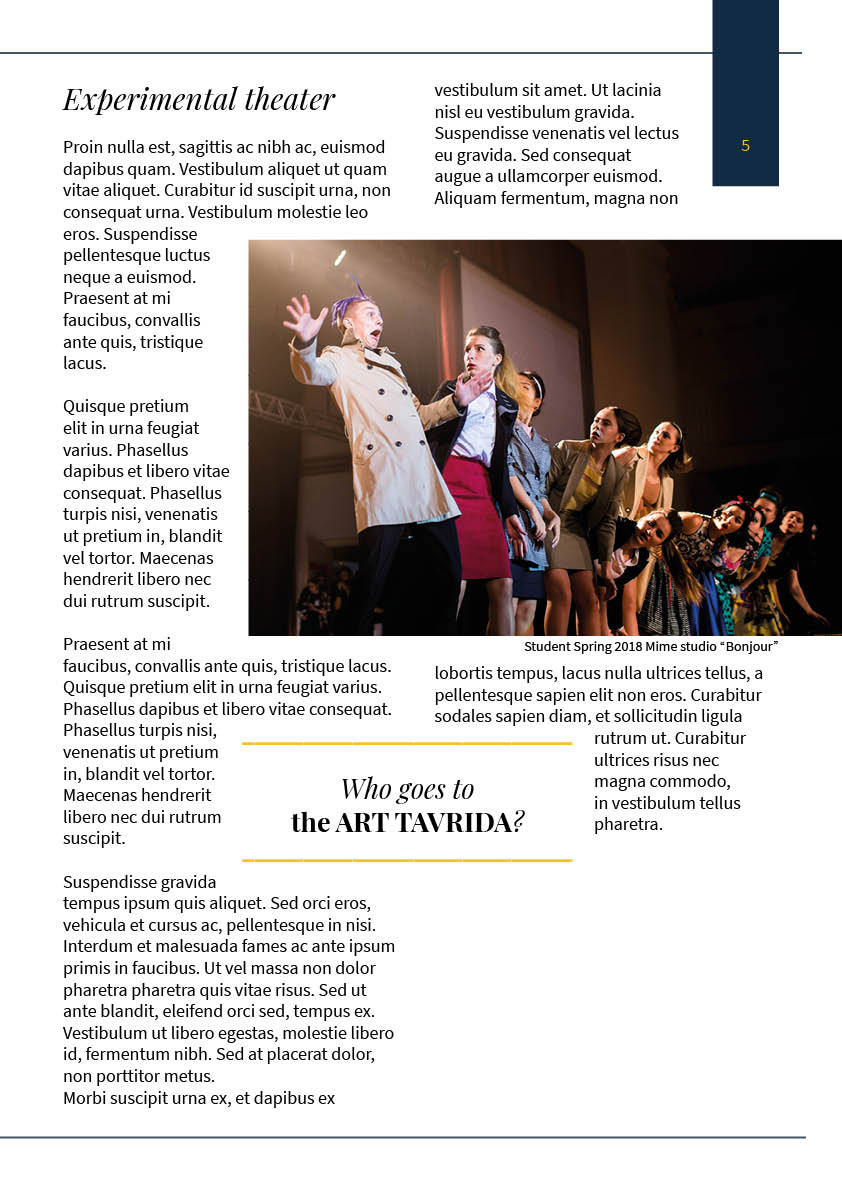 5
Experimental theater
Proin nulla est, sagittis ac nibh ac, euismod
dapibus quam. Vestibulum aliquet ut quam
vitae aliquet. Curabitur id suscipit urna, non
consequat urna. Vestibulum molestie leo
eros. Suspendisse
pellentesque luctus
neque a euismod.
Praesent at mi
faucibus, convallis
ante quis, tristique
lacus.
Quisque pretium
elit in urna feugiat
varius. Phasellus
dapibus et libero vitae
consequat. Phasellus
turpis nisi, venenatis
ut pretium in, blandit
vel tortor. Maecenas
hendrerit libero nec
dui rutrum suscipit.
Praesent at mi
faucibus, convallis ante quis, tristique lacus.
Quisque pretium elit in urna feugiat varius.
Phasellus dapibus et libero vitae consequat.
Phasellus turpis nisi,
venenatis ut pretium
in, blandit vel tortor.
Maecenas hendrerit
libero nec dui rutrum
suscipit.
Suspendisse gravida
tempus ipsum quis aliquet. Sed orci eros,
vehicula et cursus ac, pellentesque in nisi.
Interdum et malesuada fames ac ante ipsum
primis in faucibus. Ut vel massa non dolor
pharetra pharetra quis vitae risus. Sed ut
ante blandit, eleifend orci sed, tempus ex.
Vestibulum ut libero egestas, molestie libero
id, fermentum nibh. Sed at placerat dolor,
non porttitor metus.
Morbi suscipit urna ex, et dapibus ex
vestibulum sit amet. Ut lacinia
nisl eu vestibulum gravida.
Suspendisse venenatis vel lectus
eu gravida. Sed consequat
augue a ullamcorper euismod.
Aliquam fermentum, magna non
Student Spring 2018 Mime studio “Bonjour”
lobortis tempus, lacus nulla ultrices tellus, a
pellentesque sapien elit non eros. Curabitur
sodales sapien diam, et sollicitudin ligula
rutrum ut. Curabitur
ultrices risus nec
magna commodo,
in vestibulum tellus
pharetra.
Who goes to
the ART TAVRIDA?